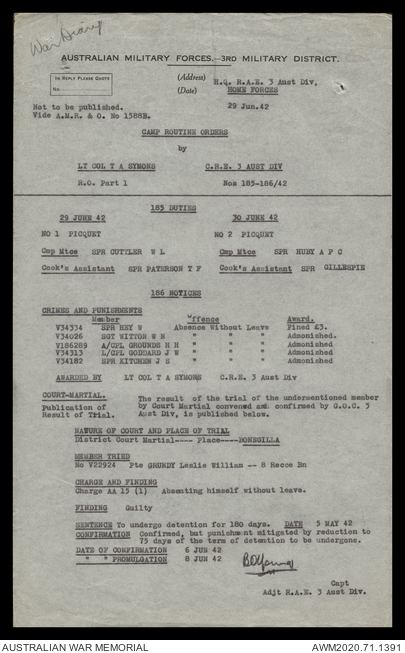 War Diary
AUSTRALIAN MILITARY FORCES.—3RD MILITARY DISTRICT.
IN REPLY PLEASE QUOTE
No.
(Address) H.Q. R.A.E. 3 Aust Div,
(Date) HOME FORCES
29 Jun.42
Not to be published.
Vide A.M.R. & O. No 1588B.
CAMP ROUTINE ORDERS
by
LT COL T A SYMONS C.R.E. 3 AUST DIV
R.O. Part 1 Nos 185-186/42
185 DUTIES
29 JUNE 42 30 JUNE 42
NO 1 PICQUET NO 2 PICQUET
Cmp Mtce SPR CUTTLER W L Cmp Mtce SPR HUBY A P C
Cook's Assistant SPR PATERSON T F Cook's Assistant SPR GILLESPIE
186 NOTICES
CRIMES AND PUNISHMENTS
Member Offence Award.
V34334 SPR HEY W Absence Without Leave Fined £3.
V34026 SGT WITTON W N " " " Admonished.
V186289 A/CPL GROUNDS H H " " " Admonished.
V34313 L/CPL GODDARD J W " " " Admonished
V34182 SPR KITCHEN J S " " " Admonished
AWARDED BY LT COL T A SYMONS C.R.E. 3 Aust Div
COURT-MARTIAL. The result of the trial of the undersentioned member
Publication of by Court Martial convened and confirmed by G.O.C. 3
Result of Trial. Aust Div, is published below.
NATURE OF COURT AND PLACE OF TRIAL
District Court Martial---- Place----BONEGILLA
MEMBER TRIED
No V22924 Pte GRUNDY Leslie William -- 8 Recce Bn
CHARGE AND FINDING
Charge AA 15 (1) Absenting himself without leave.
FINDING Guilty
SENTENCE To undergo detention for 180 days. DATE 5 MAY 42
CONFIRMATION Confirmed, but punishment mitigated by reduction to
75 days of the term of detention to be undergone.
DATE OF CONFIRMATION 6 JUN 42
" " PROMULGATION 8 JUN 42
Capt
Adjt R.A.E. 3 Aust Div.
AUSTRALIAN WAR MEMORIAL AWM2020.71.1391